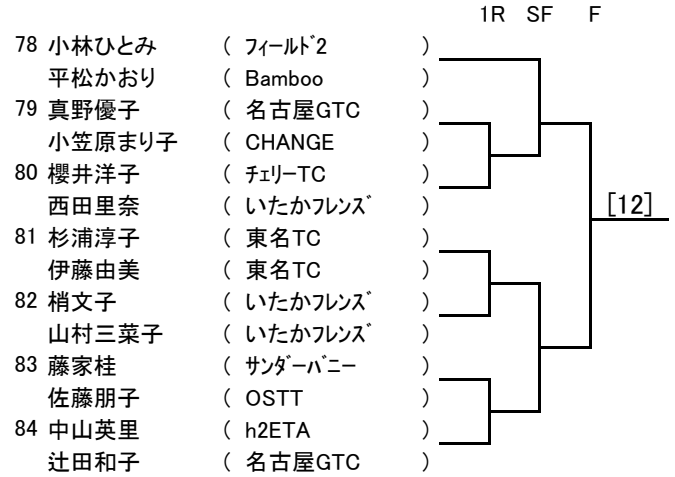 1R SF F
78 小林ひとみ ( フィールド2 )
平松かおり ( Bamboo )
79 真野優子 ( 名古屋GTC )
小笠原まり子 ( CHANGE )
80 櫻井洋子 ( チェリーTC )
西田里奈 ( いたかフレンズ )
[12]
81 杉浦淳子 ( 東名TC )
伊藤由美 ( 東名TC )
82 梢文子 ( いたかフレンズ )
山村三菜子 ( いたかフレンズ )
83 藤家桂 ( サンダーバニー )
佐藤朋子 ( OSTT )
84 中山英里 ( h2ETA )
辻田和子 ( 名古屋GTC )